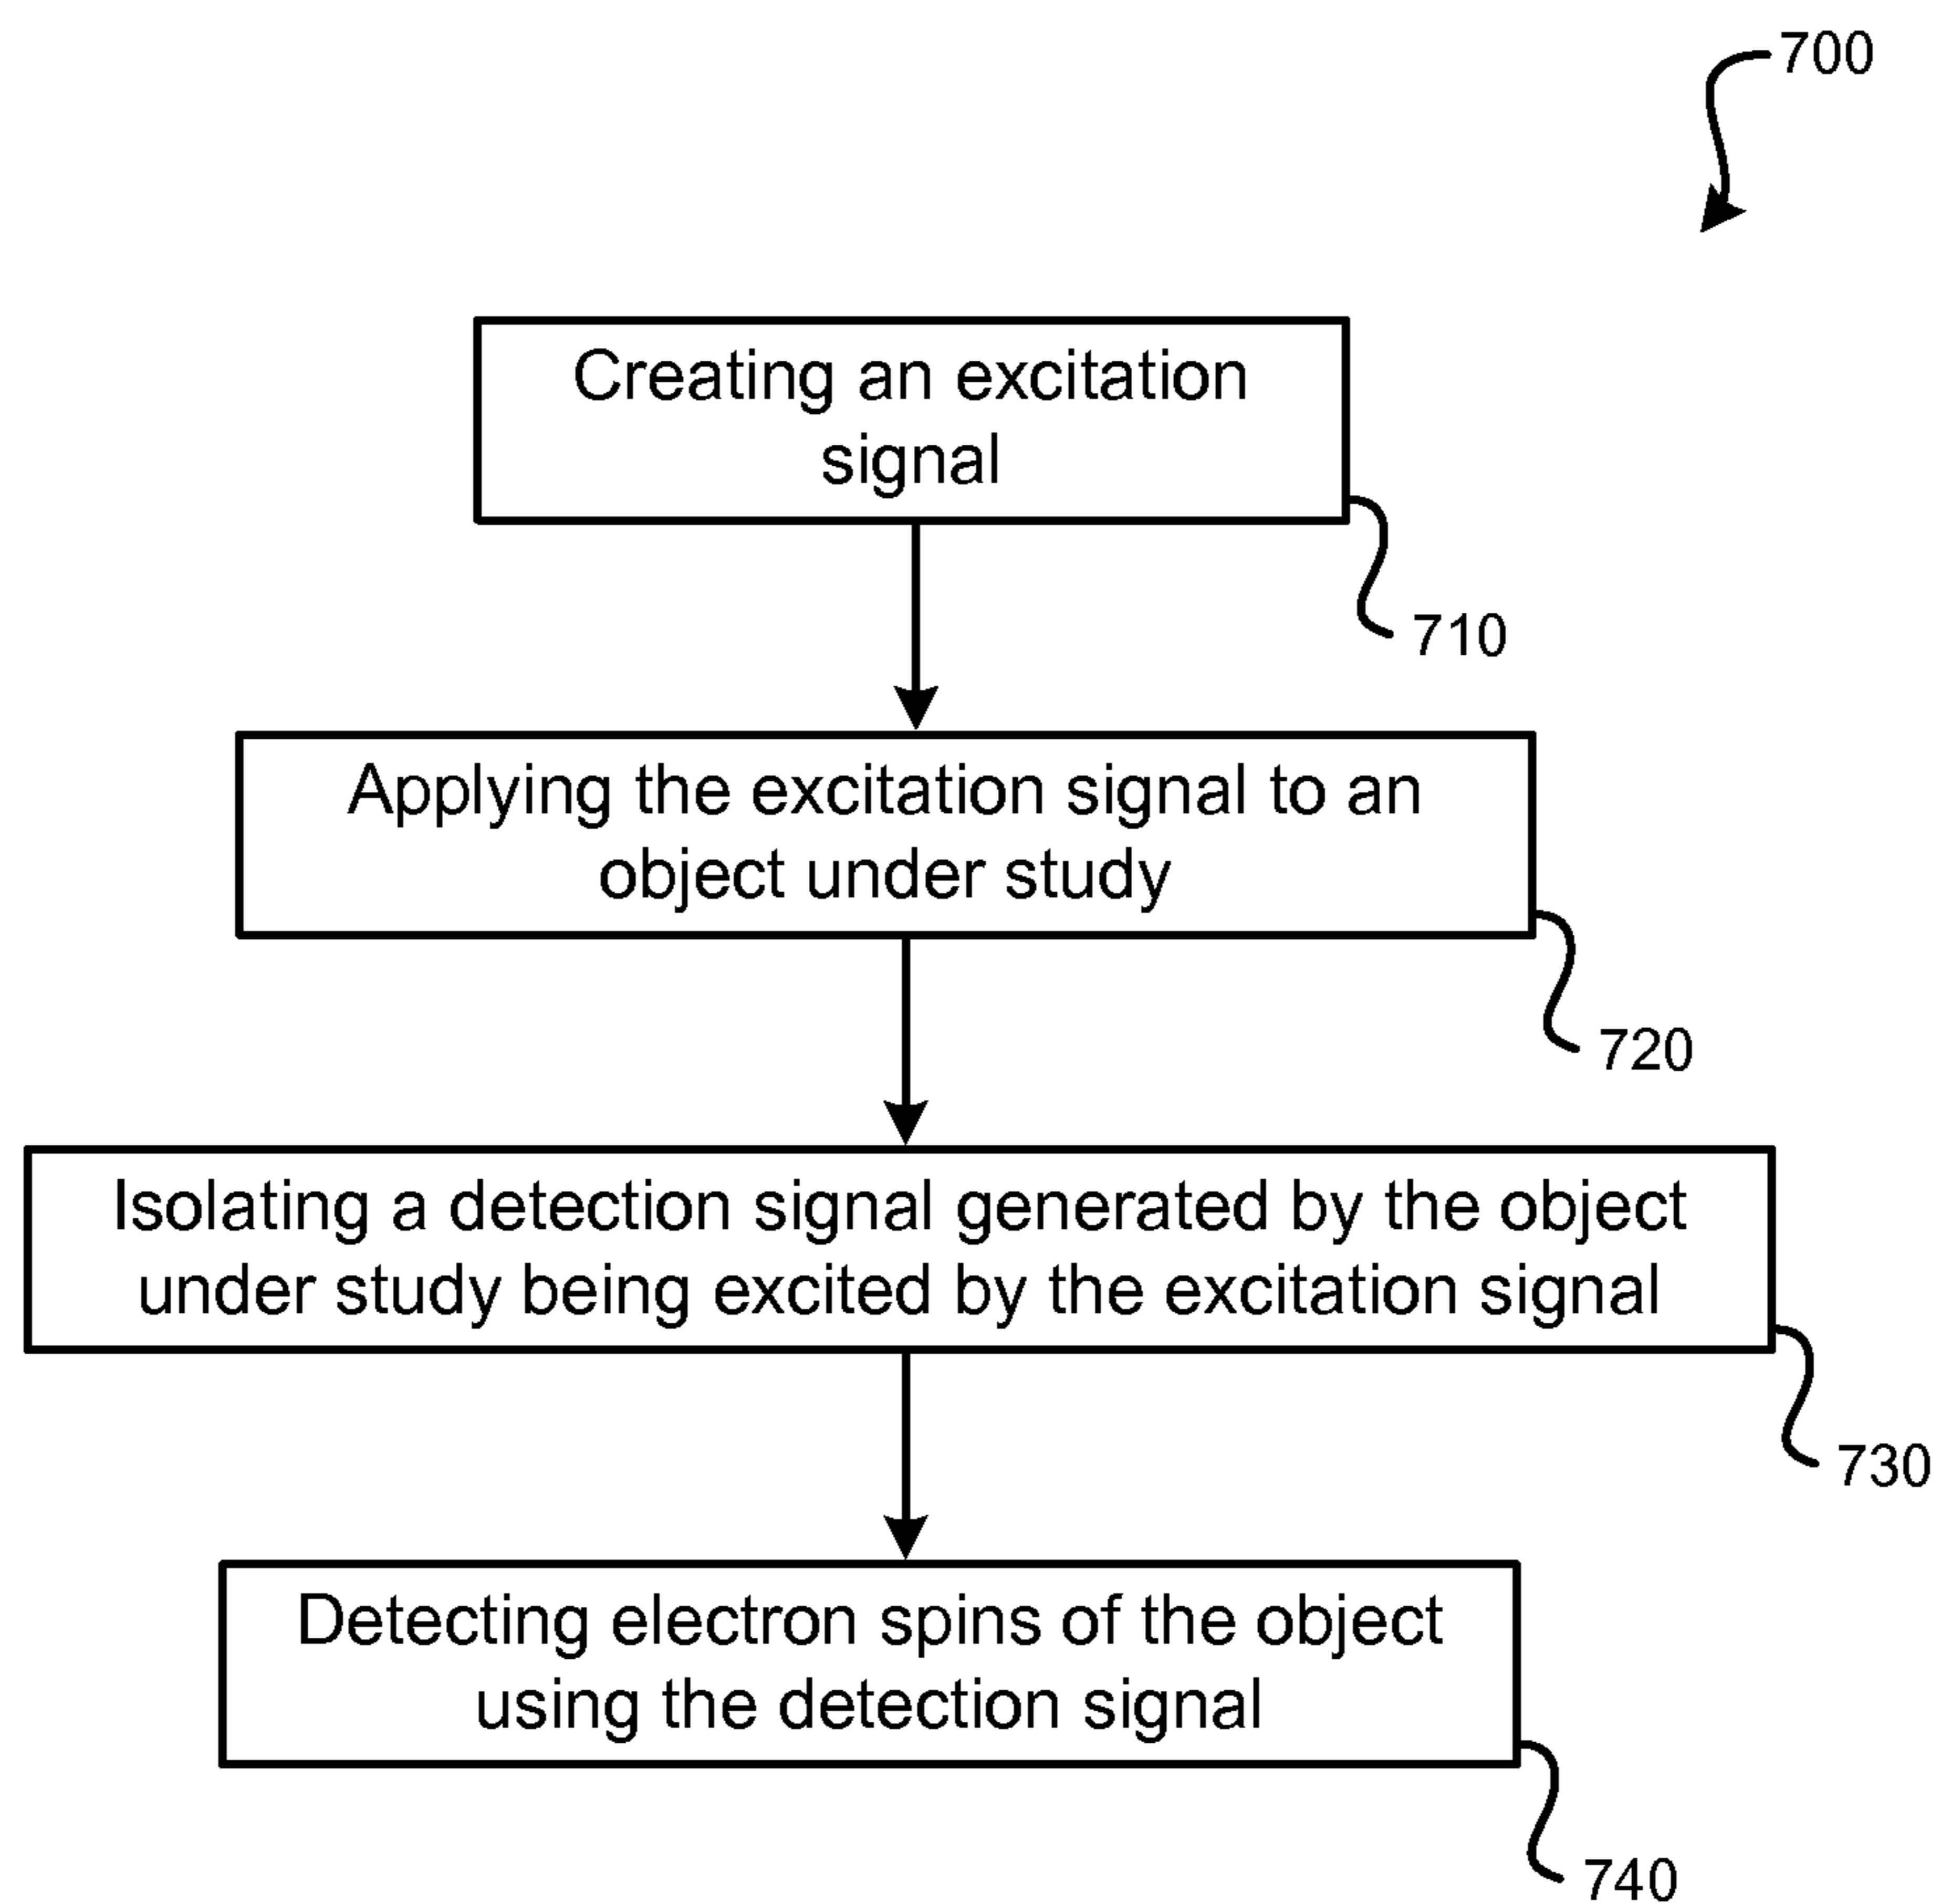 700
Creating an excitation
signal
710
Applying the excitation signal to an
object under study
720
Isolating a detection signal generated by the object
under study being excited by the excitation signal
730
Detecting electron spins of the object
using the detection signal
740